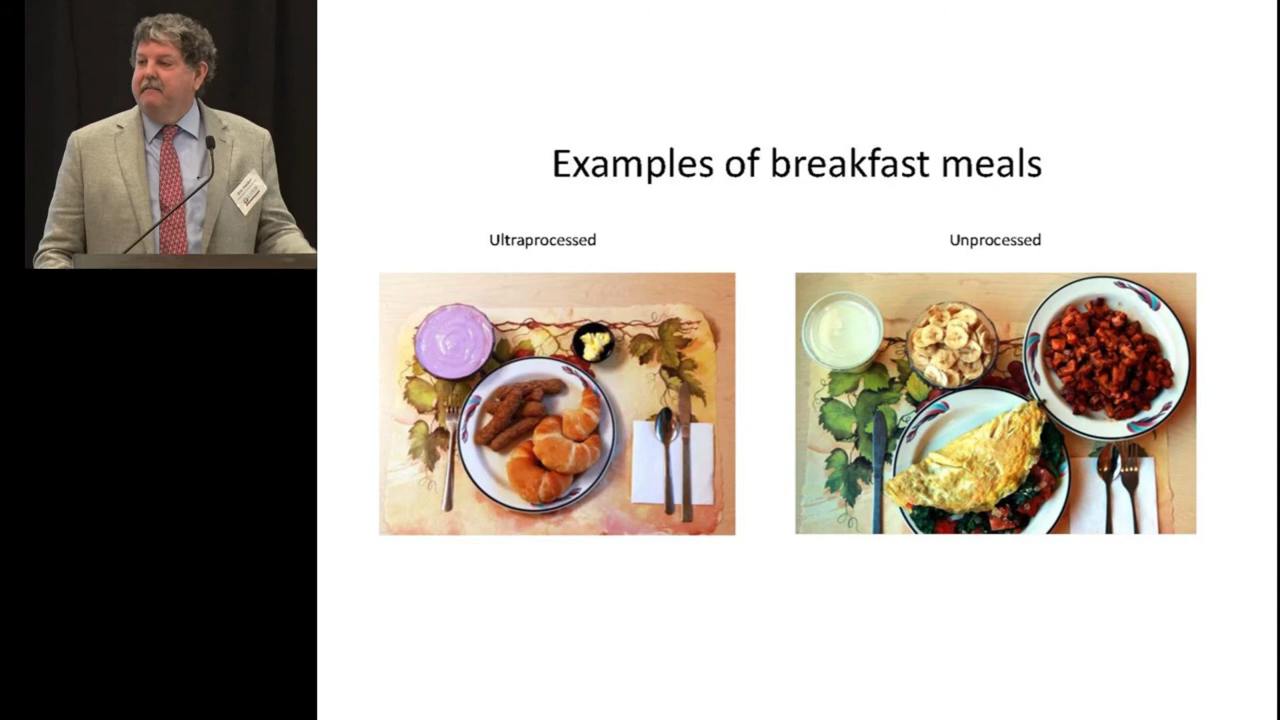 Examples of breakfast meals
Ultraprocessed
Unprocessed